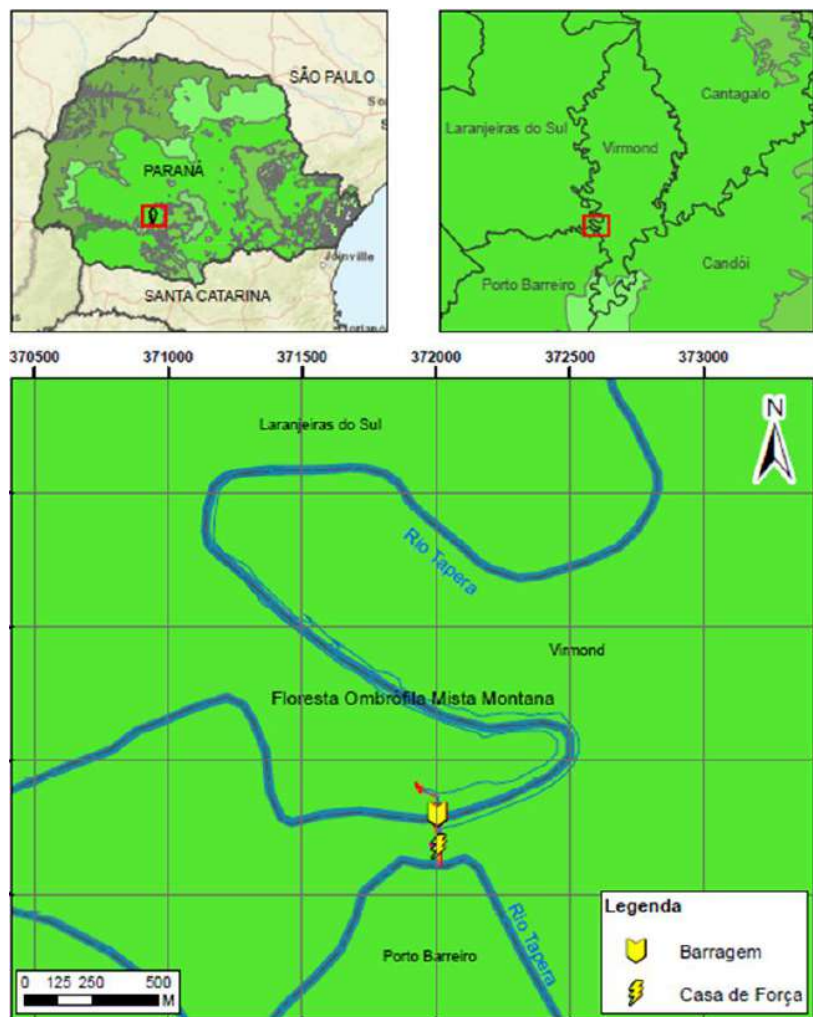 SÃO PAULO
PARANÁ
Joinville
SANTA CATARINA
Cantagalo
Laranjeiras do Sul
Virmond
Candói
Porto Barreiro
370500 371000 371500 372000 372500 373000
N
Laranjeiras do Sul
Rio Tapera
Virmond
Floresta Ombrófila Mista Montana
Rio Tapera
Porto Barreiro
Legenda
Barragem
Casa de Força
0 125 250 500
M